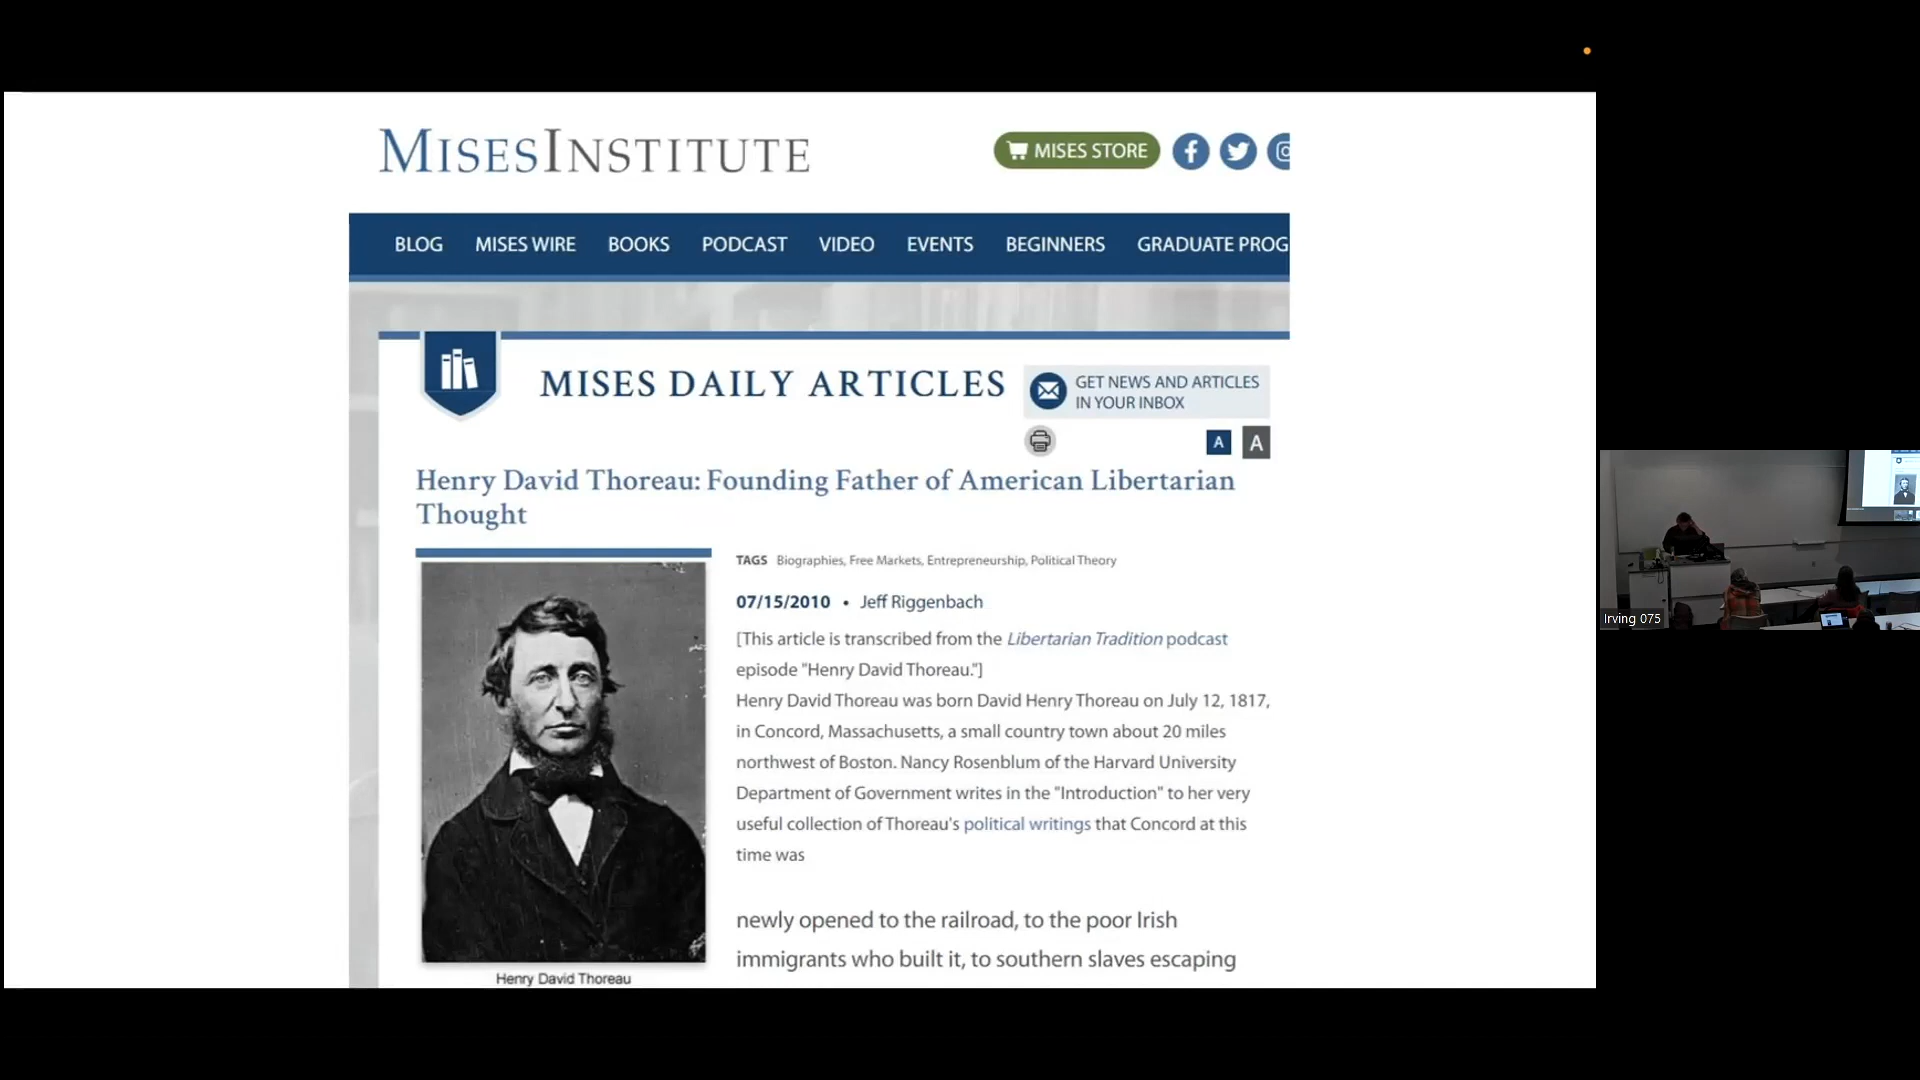 MISESINSTITUTE
MISES STORE
BLOG MISES WIRE BOOKS PODCAST VIDEO EVENTS BEGINNERS GRADUATE PROG
MISES DAILY ARTICLES
GET NEWS AND ARTICLES
IN YOUR INBOX
A A
Henry David Thoreau: Founding Father of American Libertarian
Thought
TAGS Biographies, Free Markets, Entrepreneurship, Political Theory
07/15/2010 • Jeff Riggenbach
[This article is transcribed from the Libertarian Tradition podcast
episode "Henry David Thoreau."]
Henry David Thoreau was born David Henry Thoreau on July 12, 1817,
in Concord, Massachusetts, a small country town about 20 miles
northwest of Boston. Nancy Rosenblum of the Harvard University
Department of Government writes in the "Introduction" to her very
useful collection of Thoreau's political writings that Concord at this
time was
newly opened to the railroad, to the poor Irish
immigrants who built it, to southern slaves escaping
Henry David Thoreau
Irving 075